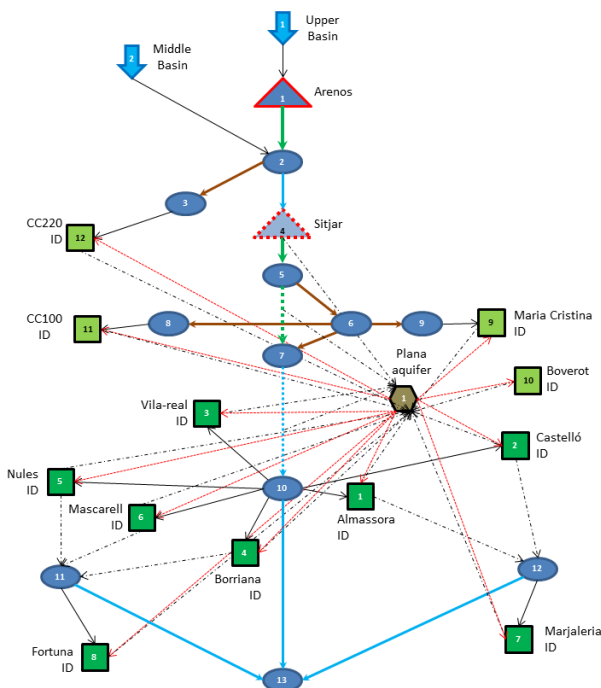 Upper
Basin
1
Middle
Basin
2
Arenos
1
2
3
CC220
ID
12
Sitjar
4
5
CC100
ID
11
8
6
9
9
Maria Cristina
ID
7
Plana
aquifer
1
10
Boverot
ID
Vila-real
ID
3
2
Castelló
ID
Nules
ID
5
Mascarell
ID
6
10
1
Almassora
ID
4
Borriana
ID
11
12
Fortuna
ID
8
7
Marjaleria
ID
13